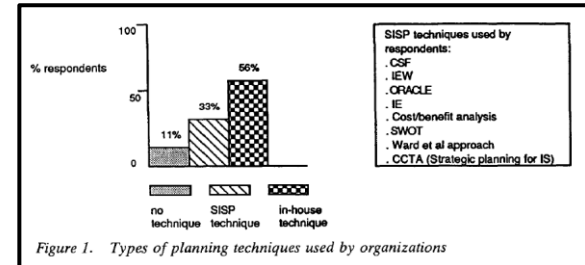 100
% respondents
56%
50
33%
11%
0
no technique
SISP technique
in-house technique
SISP techniques used by
respondents:
. CSF
. IEW
. ORACLE
. IE
. Cost/benefit analysis
. SWOT
. Ward et al approach
. CCTA (Strategic planning for IS)
Figure 1. Types of planning techniques used by organizations